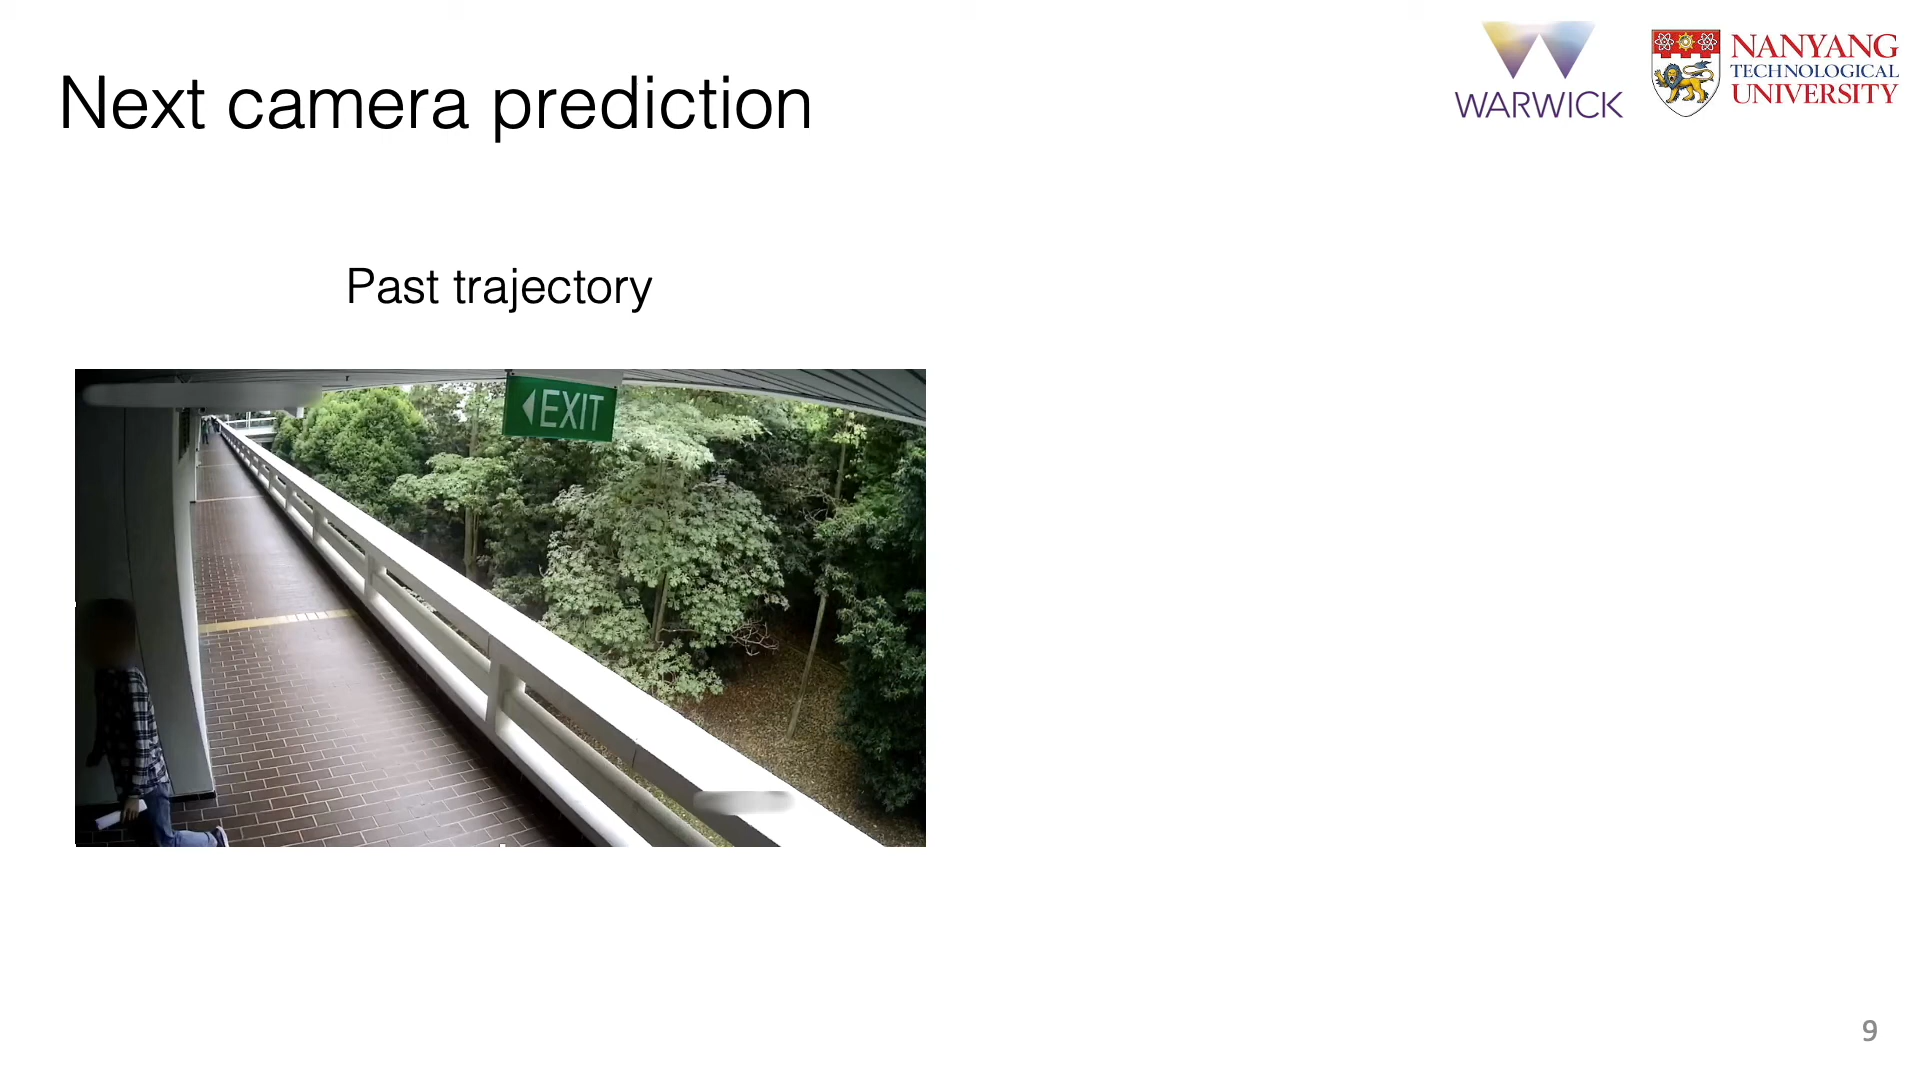 Next camera prediction
WARWICK
NANYANG
TECHNOLOGICAL
UNIVERSITY
Past trajectory
EXIT
9